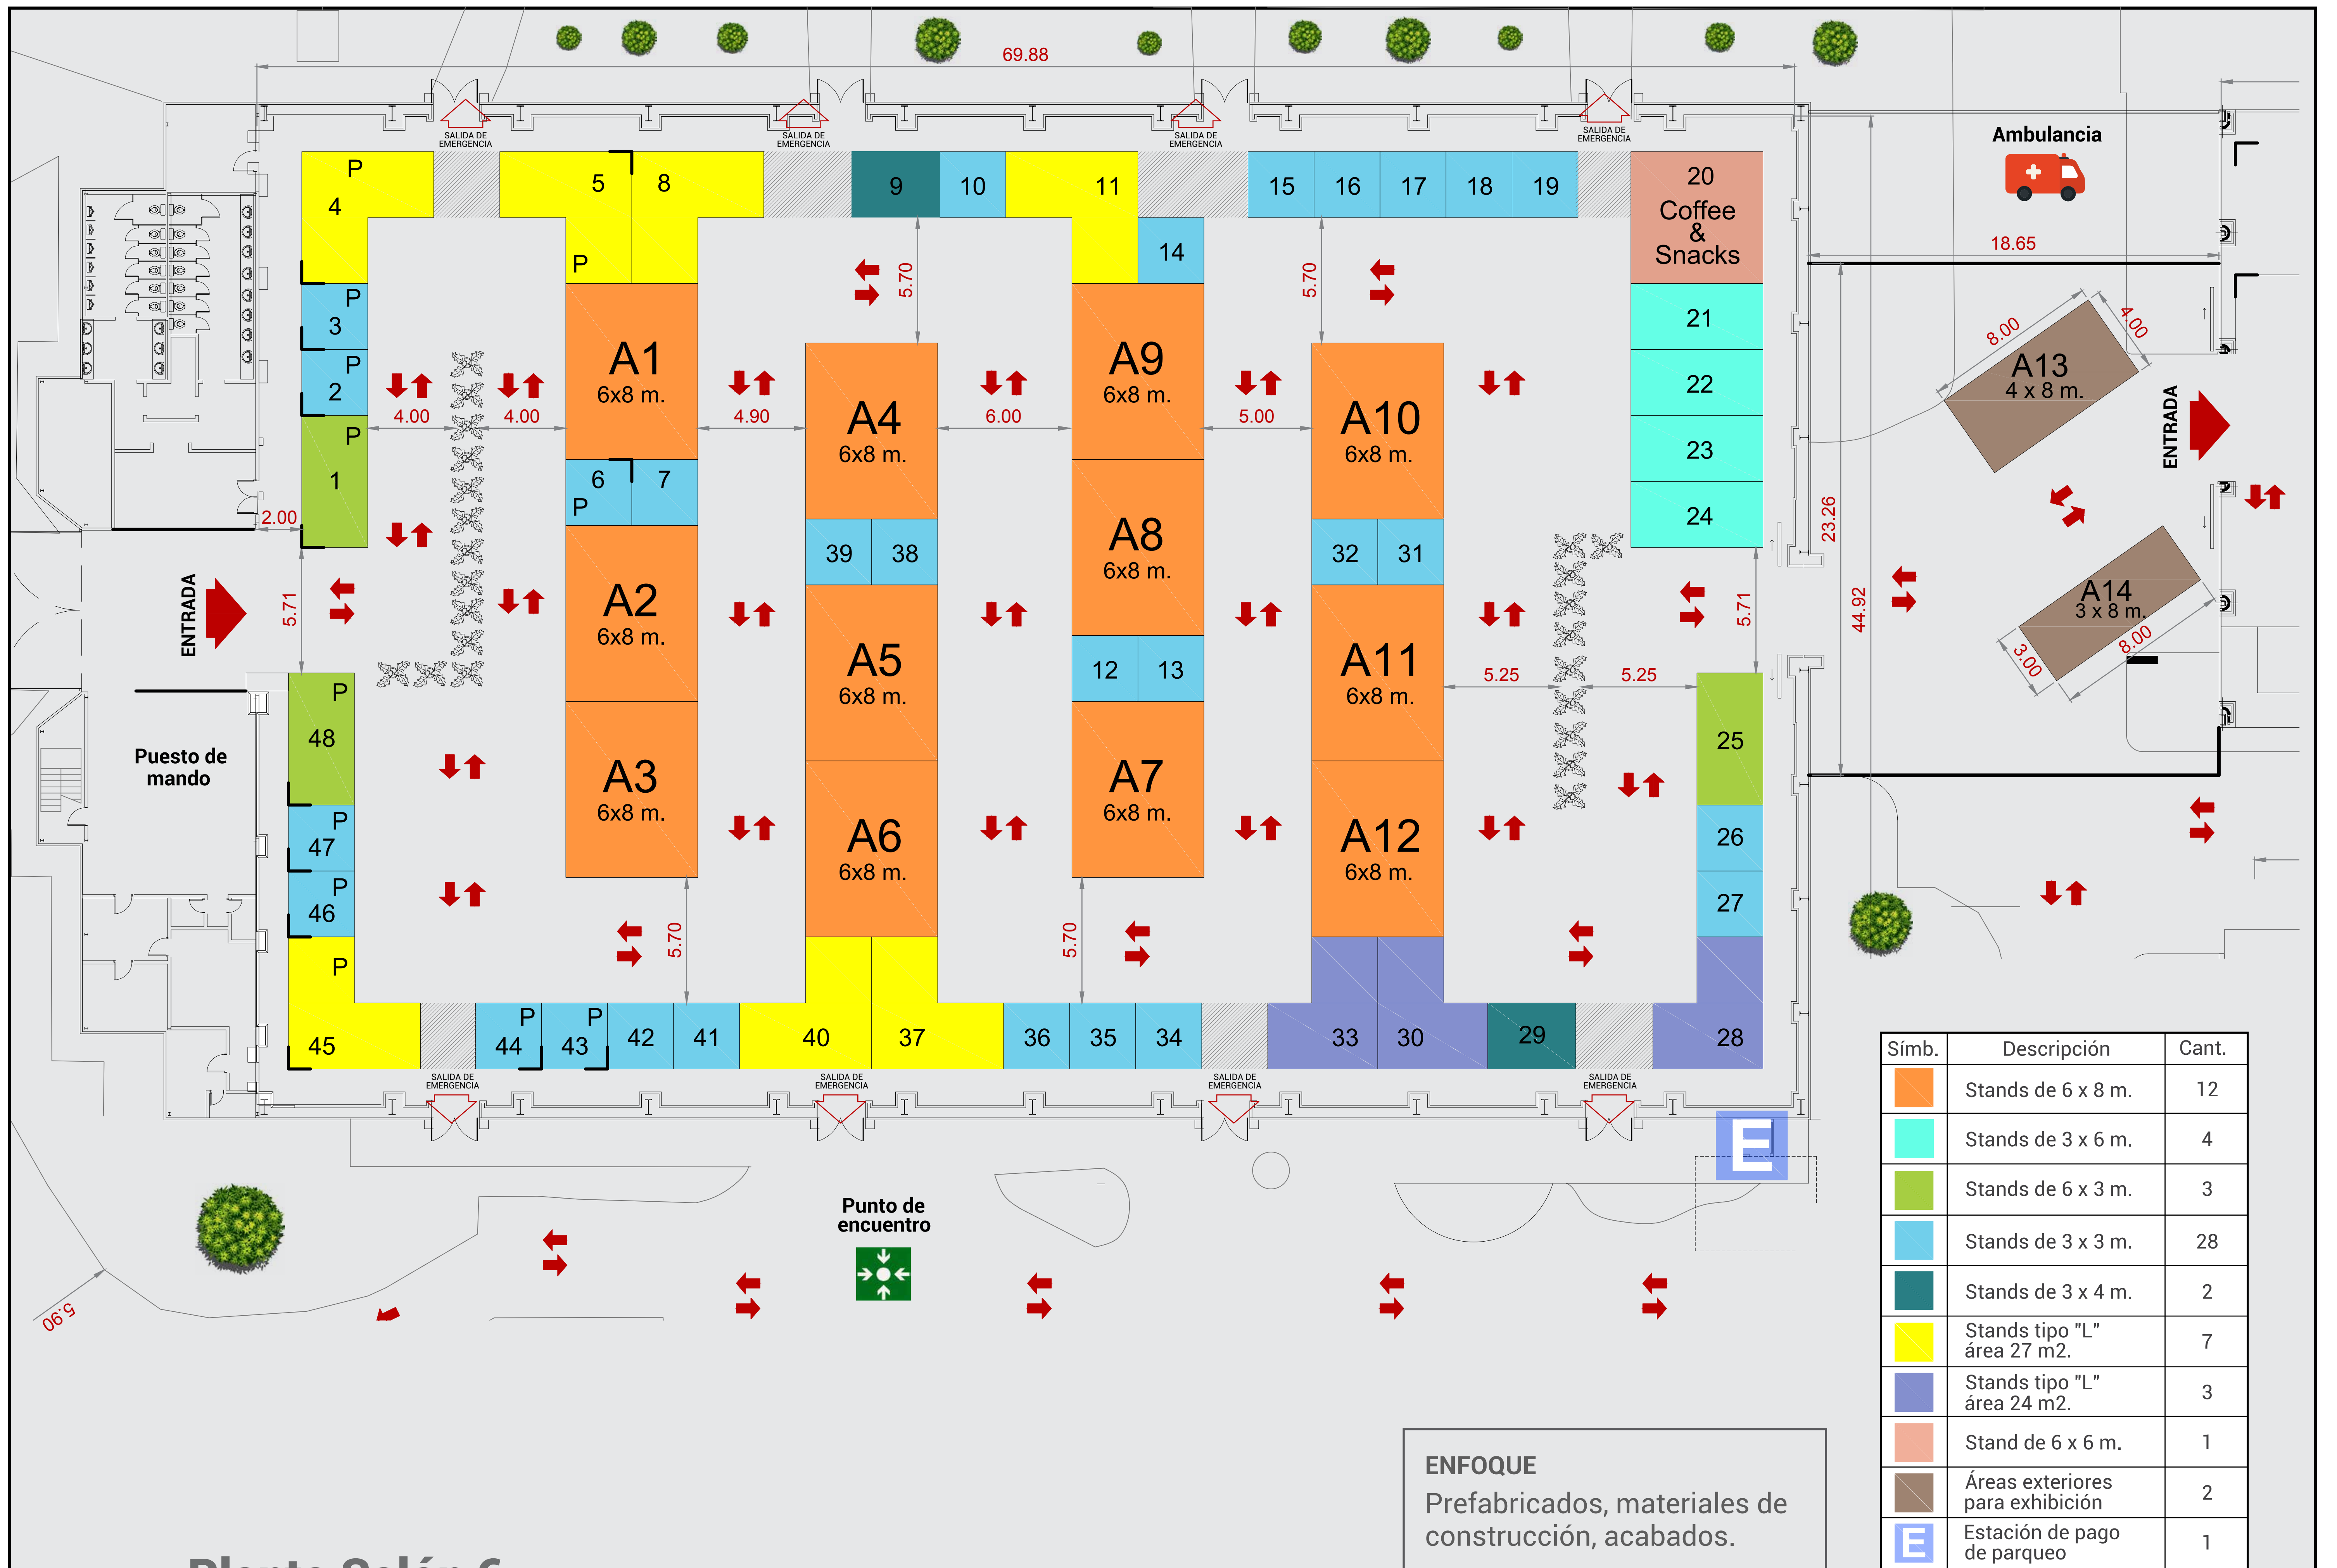 69.88
SALIDA DE
EMERGENCIA
SALIDA DE
EMERGENCIA
SALIDA DE
EMERGENCIA
SALIDA DE
EMERGENCIA
Ambulancia
18.65
P
4
5
8
P
9
10
11
14
15
16
17
18
19
20
Coffee
&
Snacks
5.70
5.70
P
3
P
2
P
1
A1
6x8 m.
A4
6x8 m.
A9
6x8 m.
A10
6x8 m.
21
22
23
24
8.00
4.00
A13
4 x 8 m.
ENTRADA
4.00
4.00
4.90
6.00
5.00
2.00
6
P
7
39
38
A8
6x8 m.
32
31
23.26
44.92
ENTRADA
5.71
A2
6x8 m.
A5
6x8 m.
12
13
A11
6x8 m.
5.25
5.25
5.71
A14
3 x 8 m.
3.00
8.00
Puesto de
mando
P
48
P
47
P
46
P
45
A3
6x8 m.
A6
6x8 m.
A7
6x8 m.
A12
6x8 m.
25
26
27
28
5.70
5.70
P
44
P
43
42
41
40
37
36
35
34
33
30
29
SALIDA DE
EMERGENCIA
SALIDA DE
EMERGENCIA
SALIDA DE
EMERGENCIA
SALIDA DE
EMERGENCIA
E
Punto de
encuentro
5.90
Símb. Descripción Cant.
Stands de 6 x 8 m. 12
Stands de 3 x 6 m. 4
Stands de 6 x 3 m. 3
Stands de 3 x 3 m. 28
Stands de 3 x 4 m. 2
Stands tipo "L"
área 27 m2. 7
Stands tipo "L"
área 24 m2. 3
Stand de 6 x 6 m. 1
Áreas exteriores
para exhibición 2
E Estación de pago
de parqueo 1
ENFOQUE
Prefabricados, materiales de
construcción, acabados.
Planta Salón 6